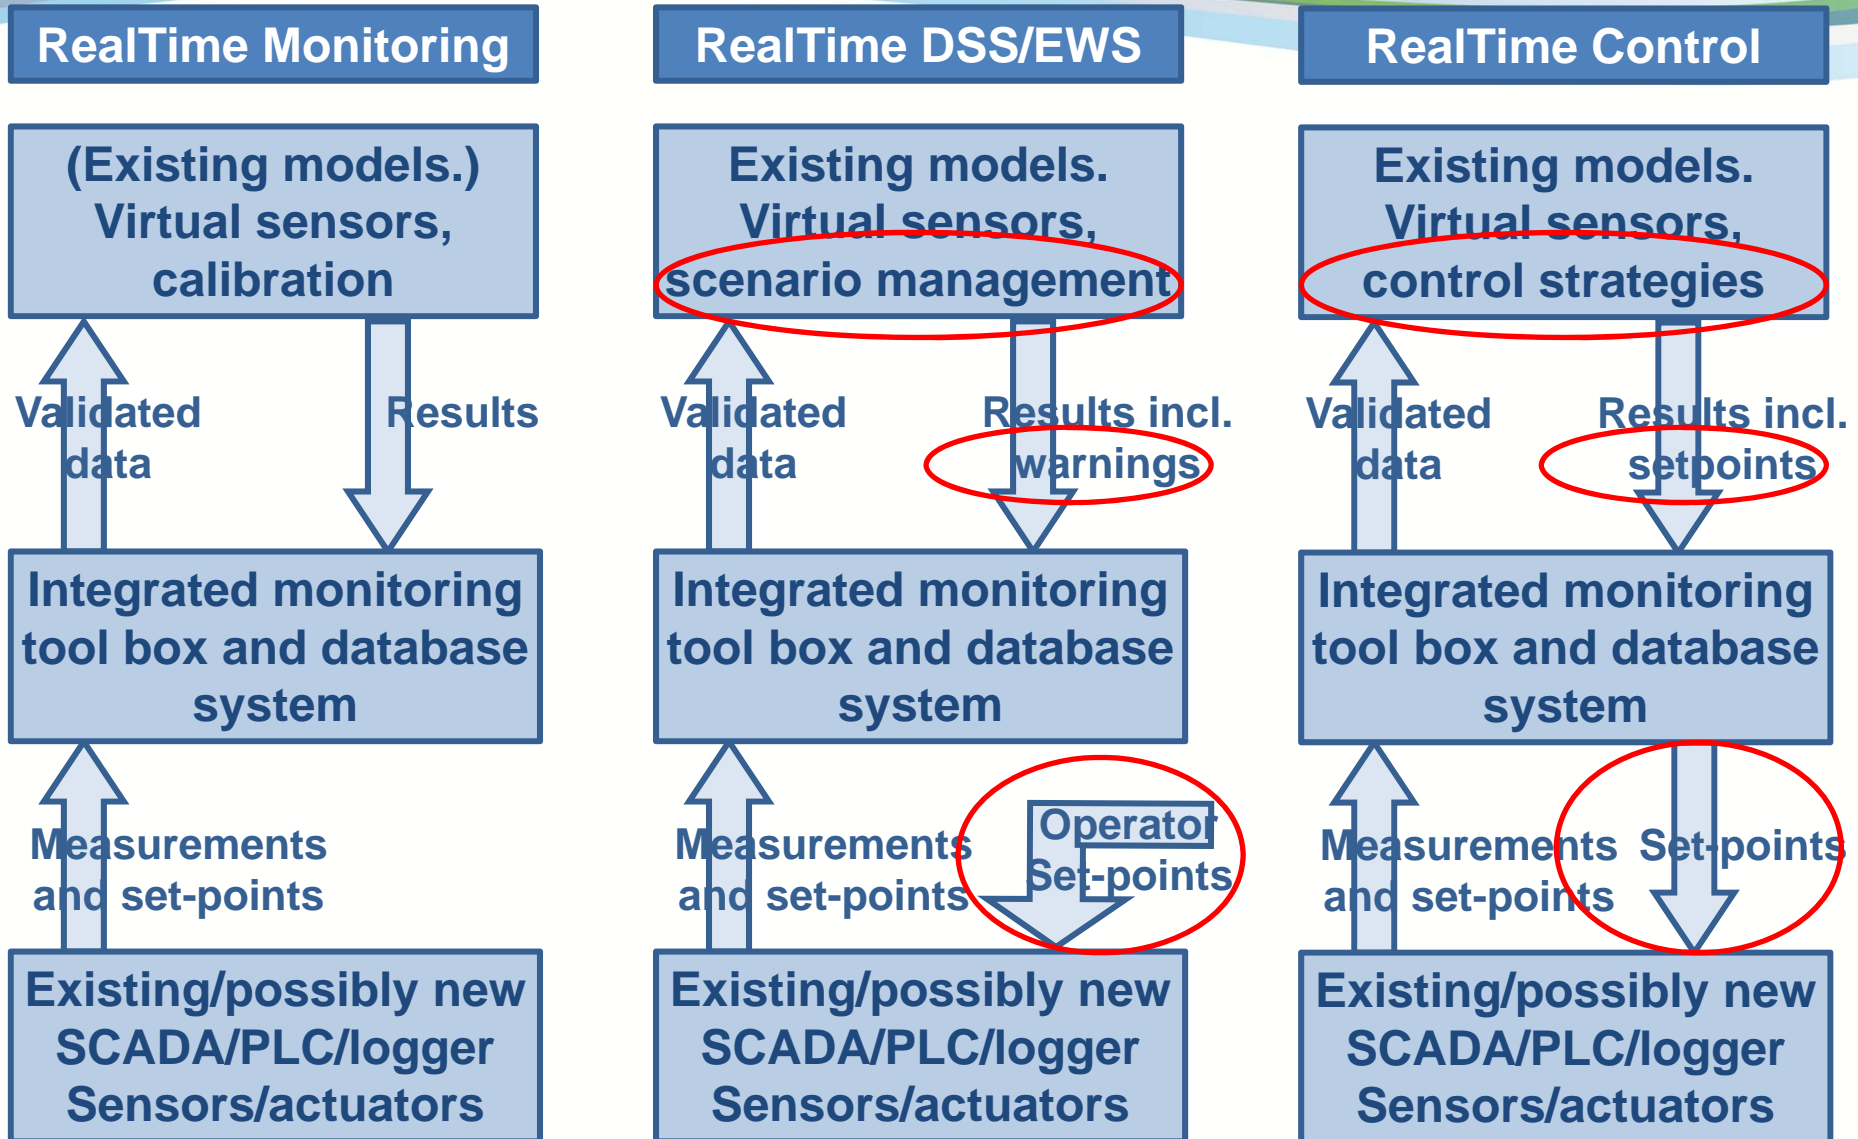 RealTime Monitoring
(Existing models.)
Virtual sensors,
calibration
Validated
data
Results
Integrated monitoring
tool box and database
system
Measurements
and set-points
Existing/possibly new
SCADA/PLC/logger
Sensors/actuators
RealTime DSS/EWS
Existing models.
Virtual sensors,
scenario management
Validated
data
Results incl.
warnings
Integrated monitoring
tool box and database
system
Measurements
and set-points
Operator
Set-points
Existing/possibly new
SCADA/PLC/logger
Sensors/actuators
RealTime Control
Existing models.
Virtual sensors,
control strategies
Validated
data
Results incl.
setpoints
Integrated monitoring
tool box and database
system
Measurements
and set-points
Set-points
Existing/possibly new
SCADA/PLC/logger
Sensors/actuators